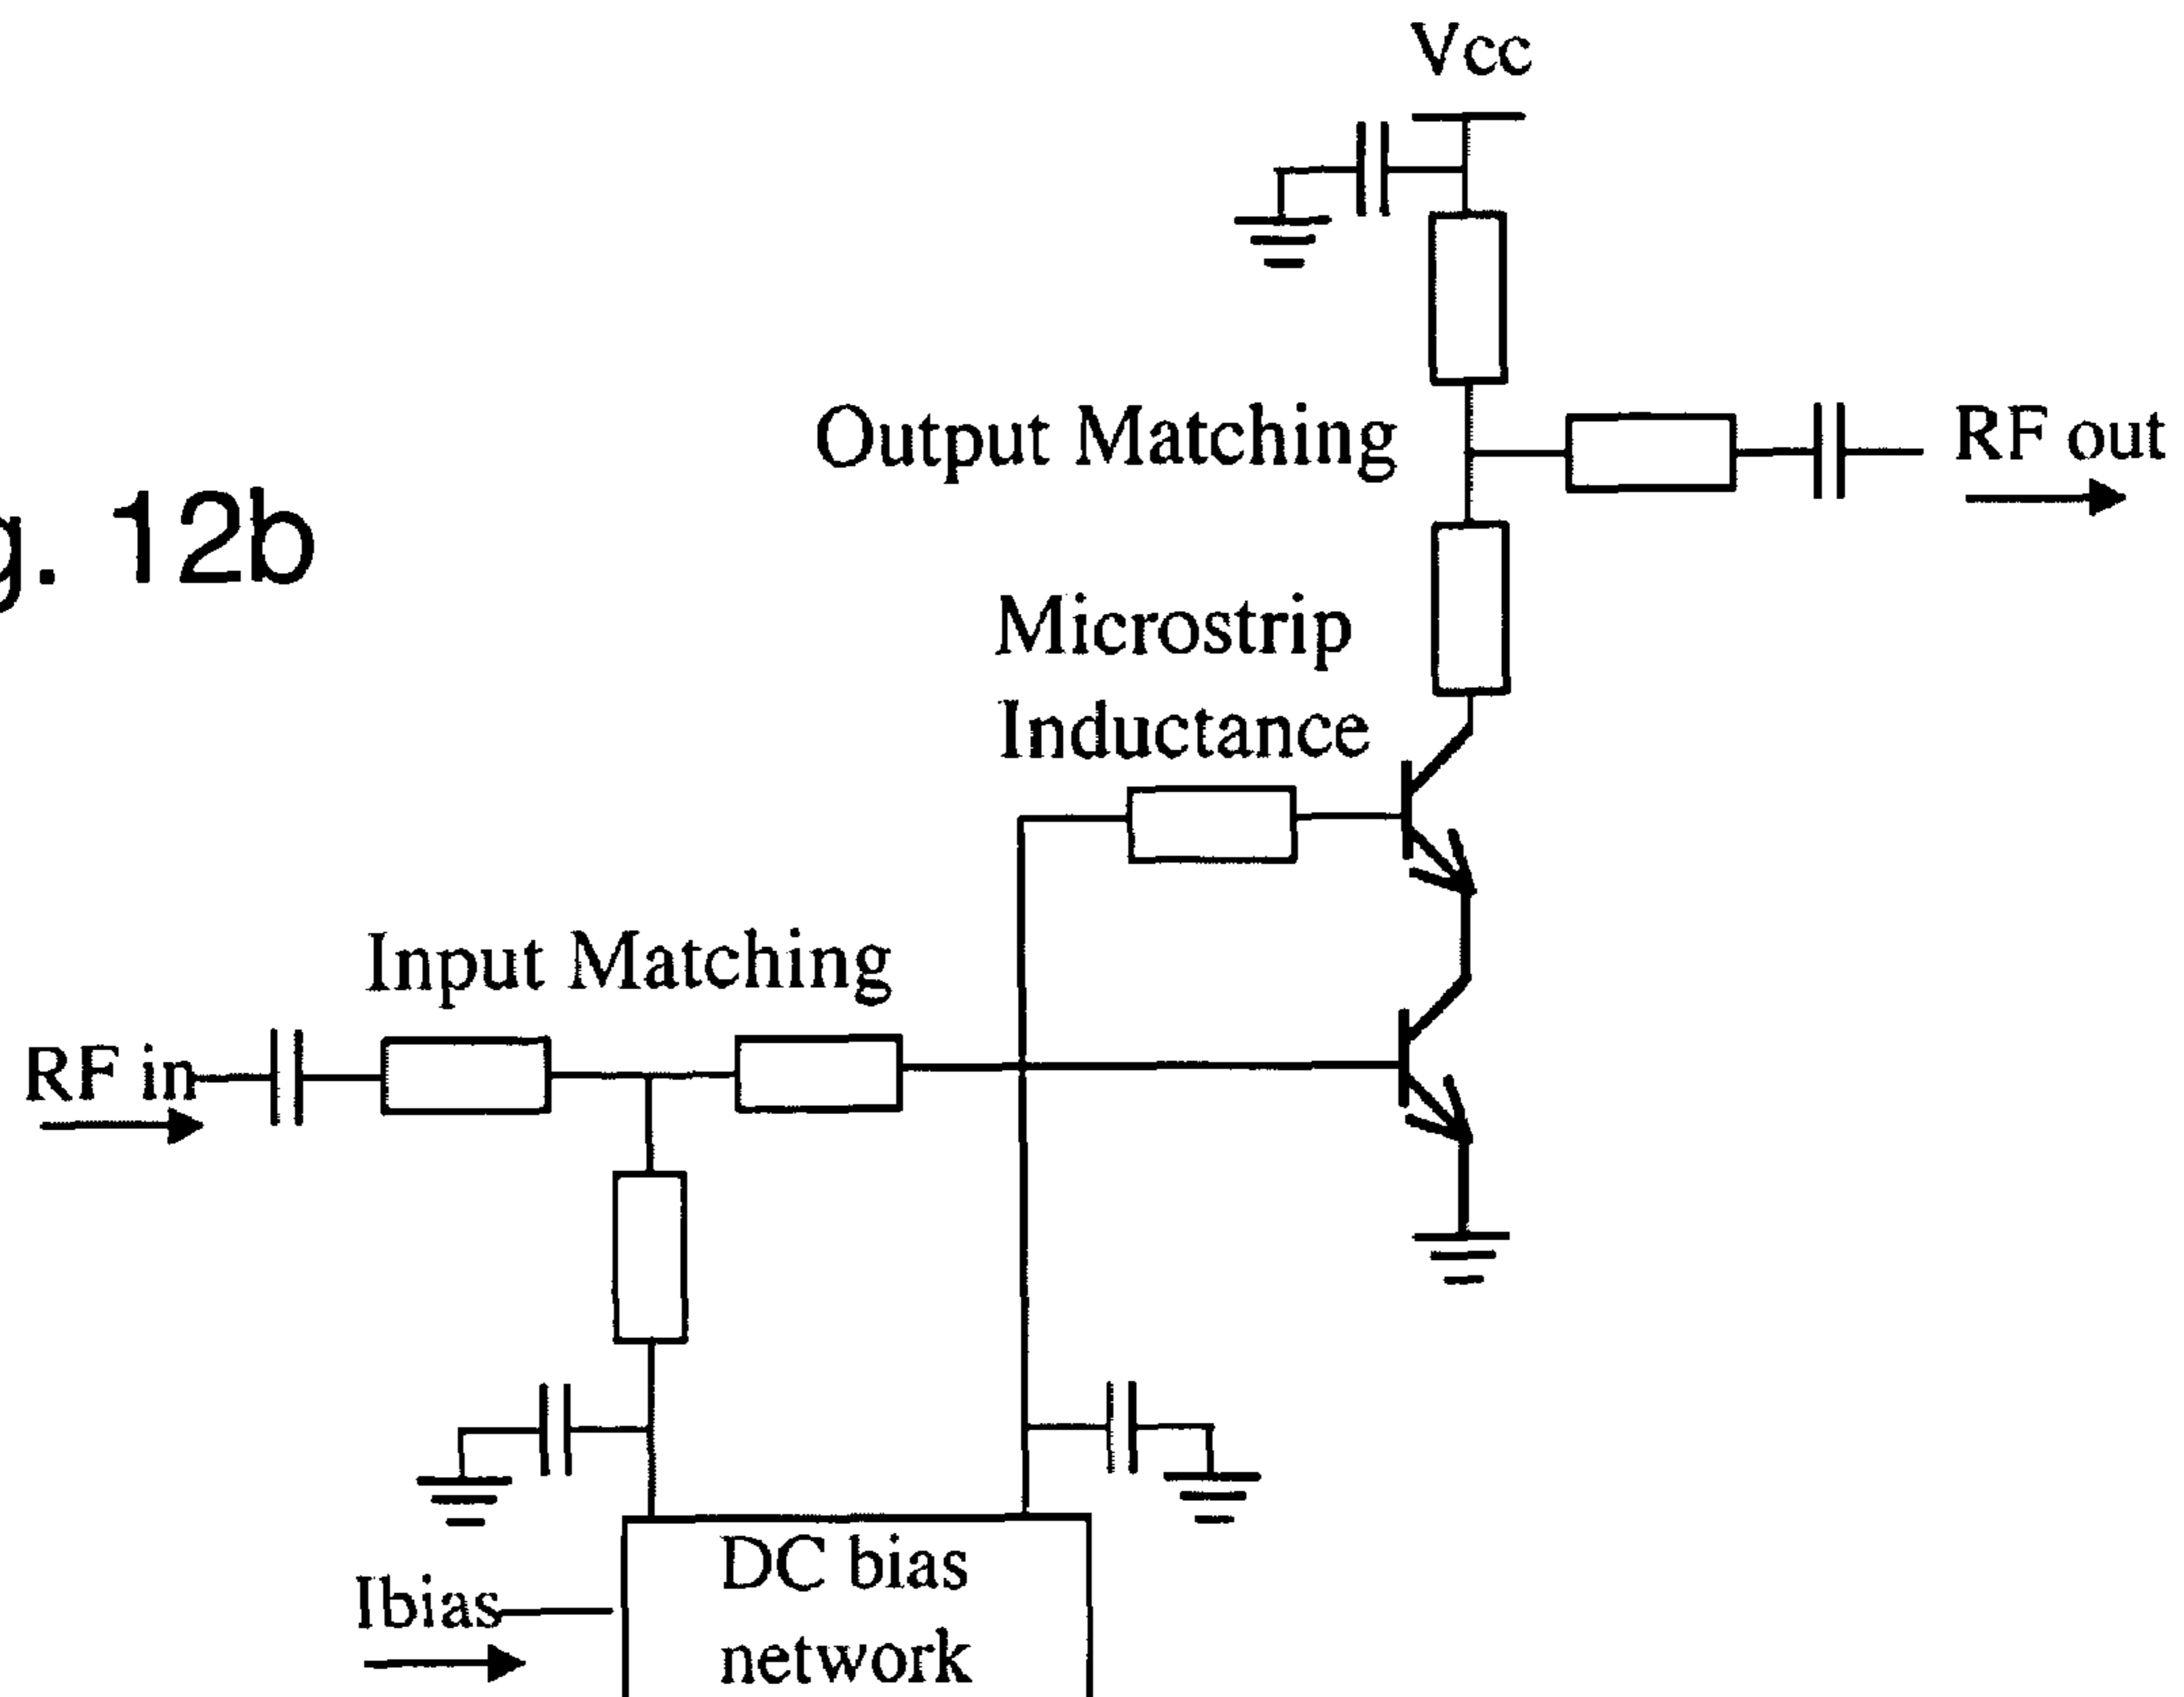 Vcc
Output Matching
RF out
g. 12b
Microstrip
Inductance
Input Matching
RF in
DC bias
network
Ibias